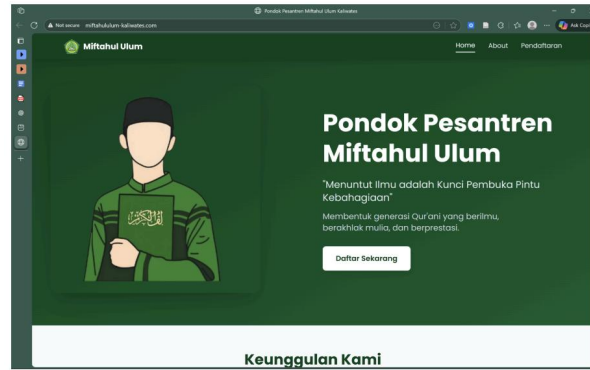 Pondok Pesantren Miftahul Ulum Kaliwates
Not secure miftahululum-kaliwates.com
Ask Copil
Miftahul Ulum
Home About Pendaftaran
Pondok Pesantren
Miftahul Ulum
"Menuntut Ilmu adalah Kunci Pembuka Pintu
Kebahagiaan"
Membentuk generasi Qur'ani yang berilmu,
berakhlak mulia, dan berprestasi.
Daftar Sekarang
Keunggulan Kami